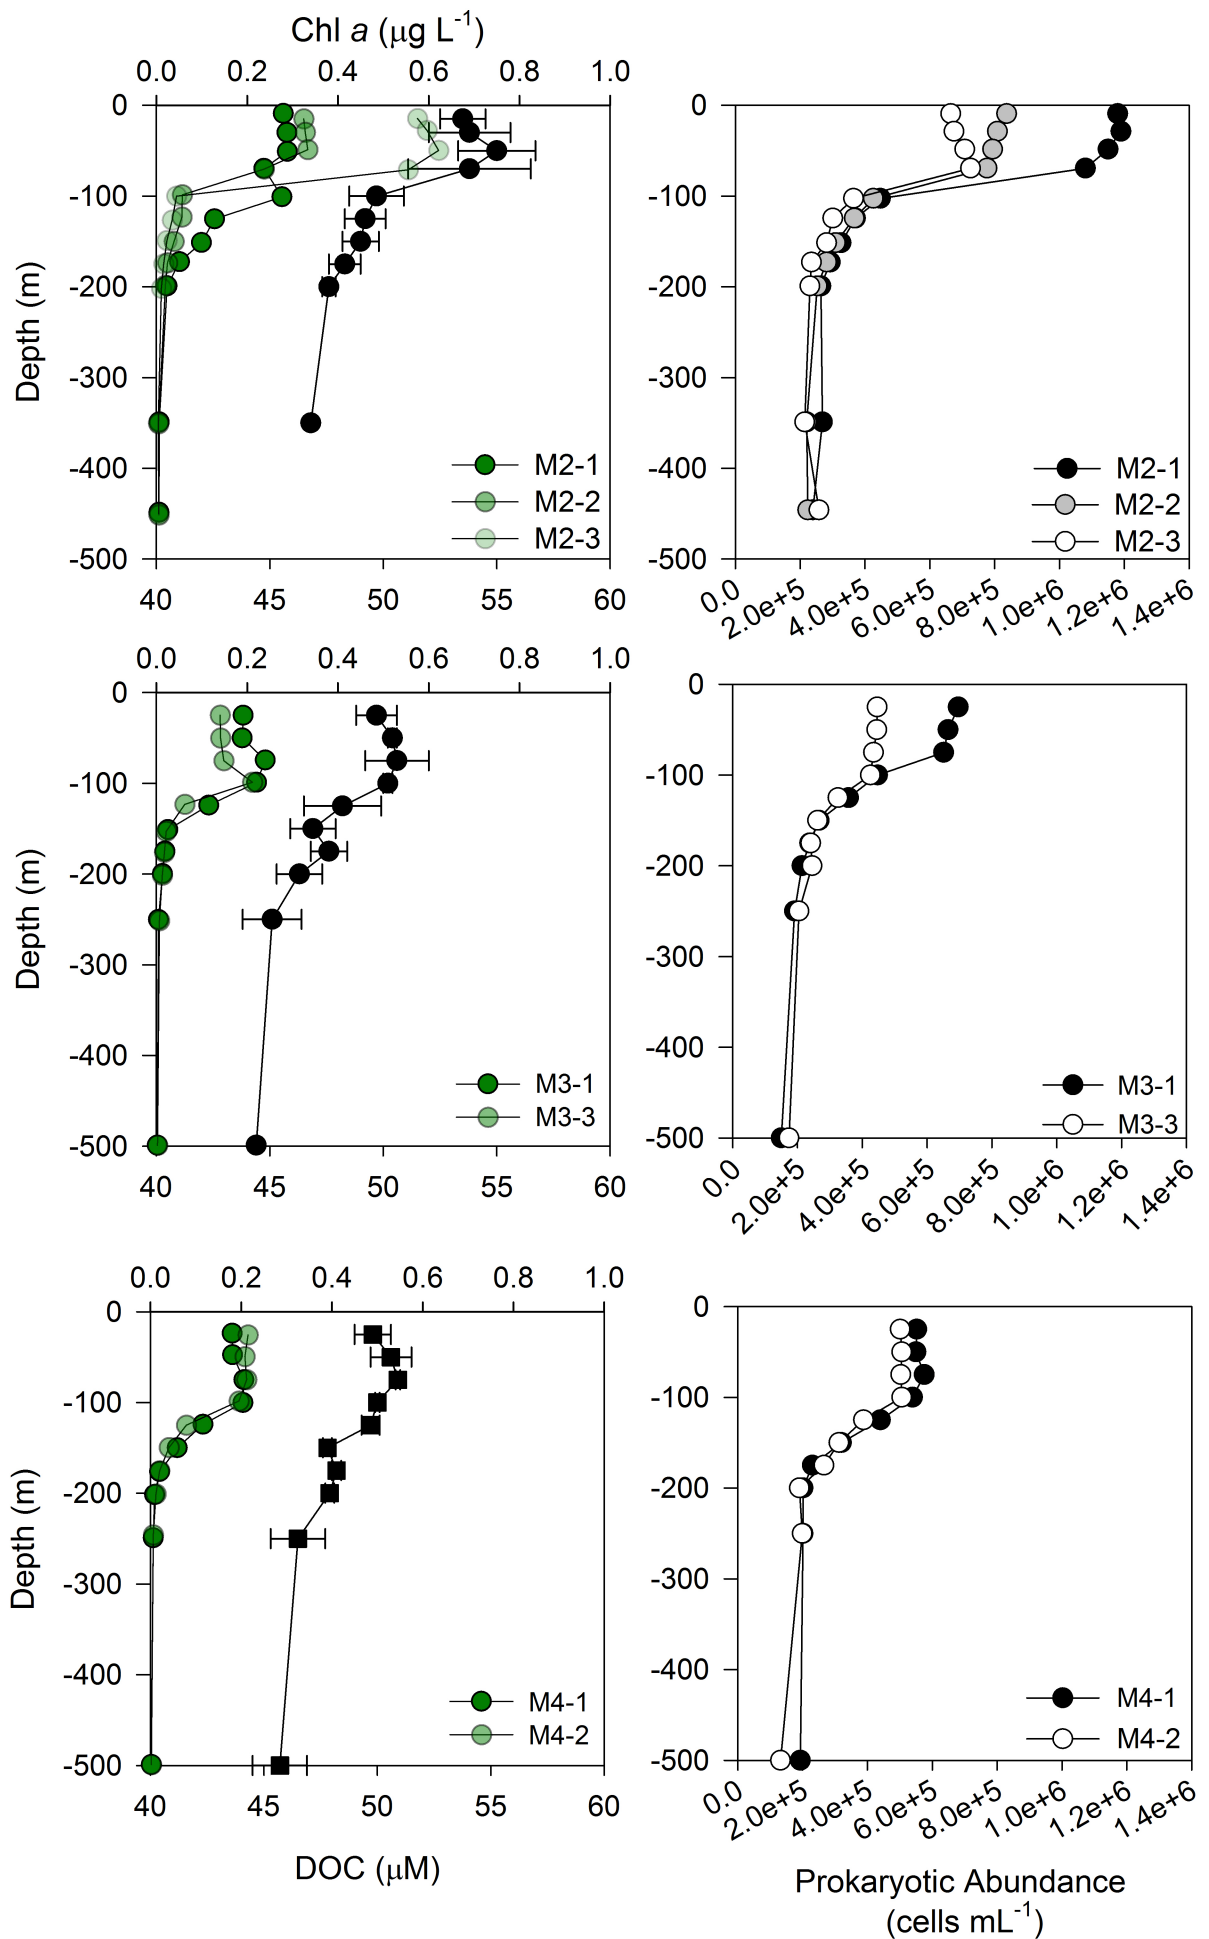 Chl a (μg L-1)
0.0 0.2 0.4 0.6 0.8 1.0
0 0
-100 -100
-200 -200
Depth (m)
-300 -300
-400 -400
M2-1 M2-1
M2-2 M2-2
M2-3 M2-3
-500 -500
40 45 50 55 60
0.0 2.0e+5 4.0e+5 6.0e+5 8.0e+5 1.0e+6 1.2e+6 1.4e+6
0.0 0.2 0.4 0.6 0.8 1.0
0 0
-100 -100
-200 -200
Depth (m)
-300 -300
-400 -400
M3-1 M3-1
M3-3 M3-3
-500 -500
40 45 50 55 60
0.0 2.0e+5 4.0e+5 6.0e+5 8.0e+5 1.0e+6 1.2e+6 1.4e+6
0.0 0.2 0.4 0.6 0.8 1.0
0 0
-100 -100
-200 -200
Depth (m)
-300 -300
-400 -400
M4-1 M4-1
M4-2 M4-2
-500 -500
40 45 50 55 60
0.0 2.0e+5 4.0e+5 6.0e+5 8.0e+5 1.0e+6 1.2e+6 1.4e+6
DOC (μM)
Prokaryotic Abundance
(cells mL-1)